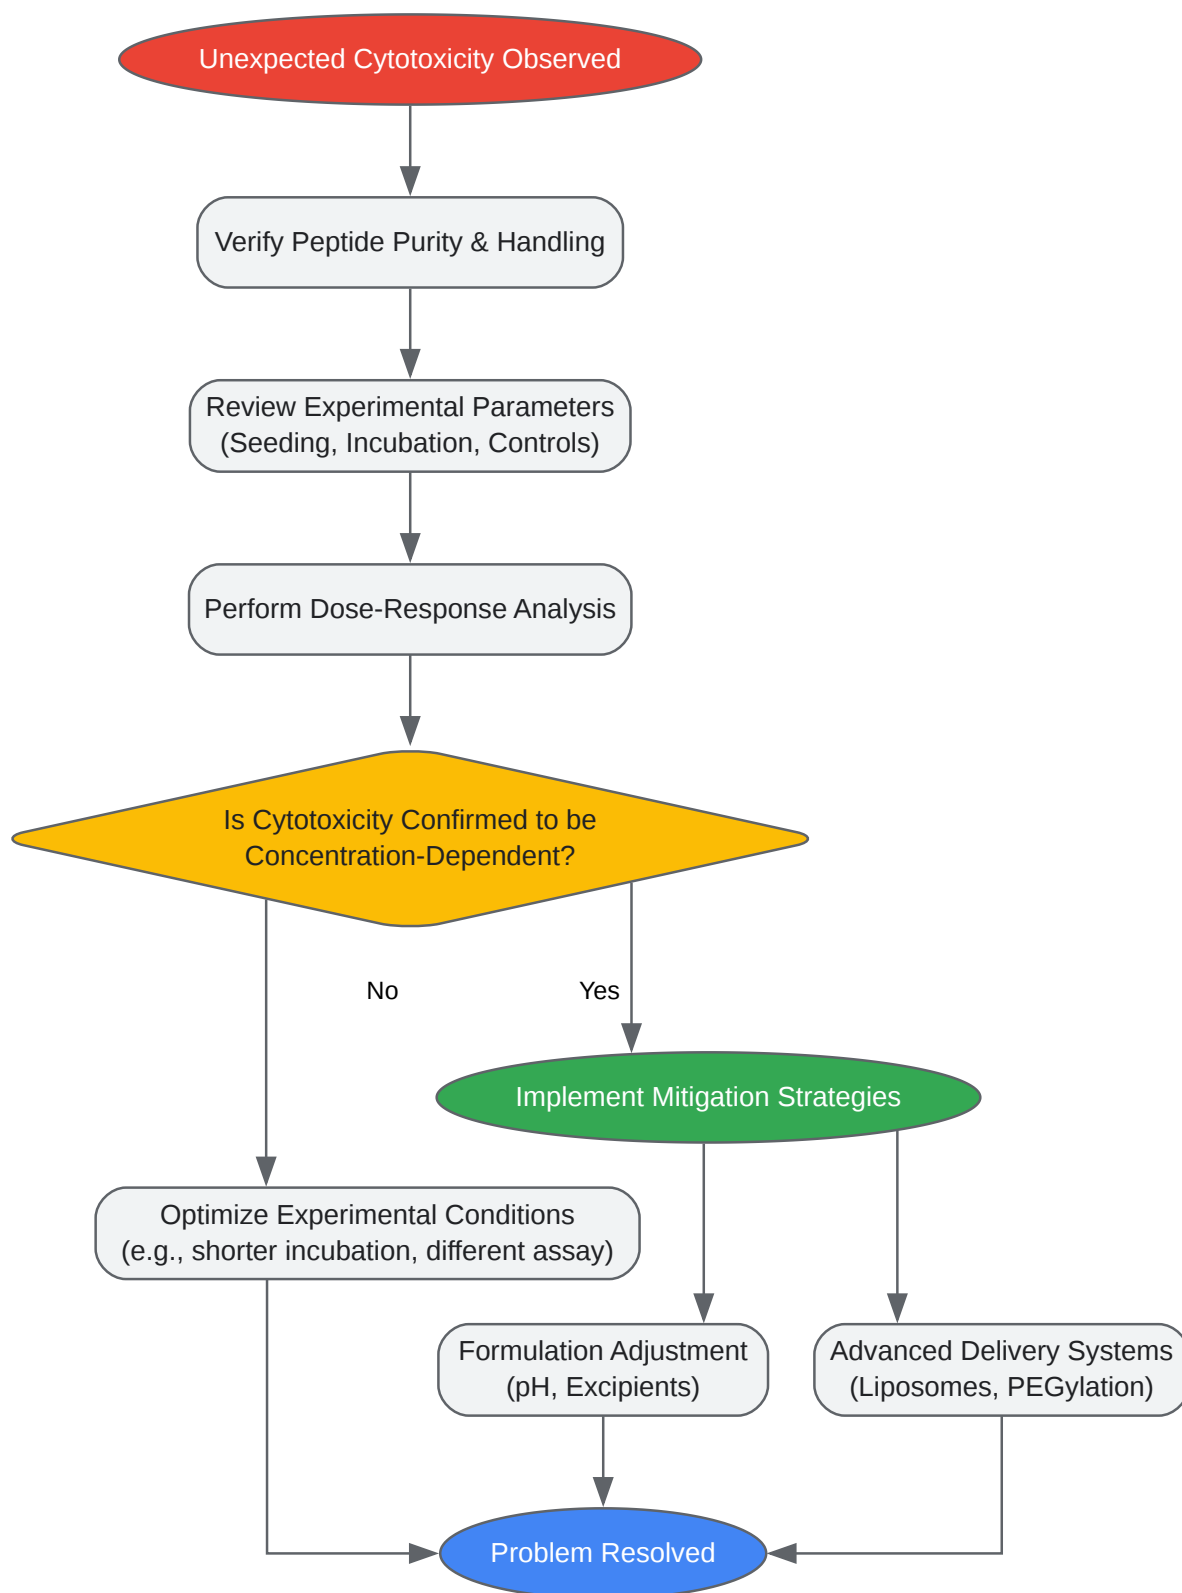 Unexpected Cytotoxicity Observed
Verify Peptide Purity & Handling
Review Experimental Parameters
(Seeding, Incubation, Controls)
Perform Dose-Response Analysis
Is Cytotoxicity Confirmed to be
Concentration-Dependent?
No
Yes
Implement Mitigation Strategies
Optimize Experimental Conditions
(e.g., shorter incubation, different assay)
Formulation Adjustment
(pH, Excipients)
Advanced Delivery Systems
(Liposomes, PEGylation)
Problem Resolved